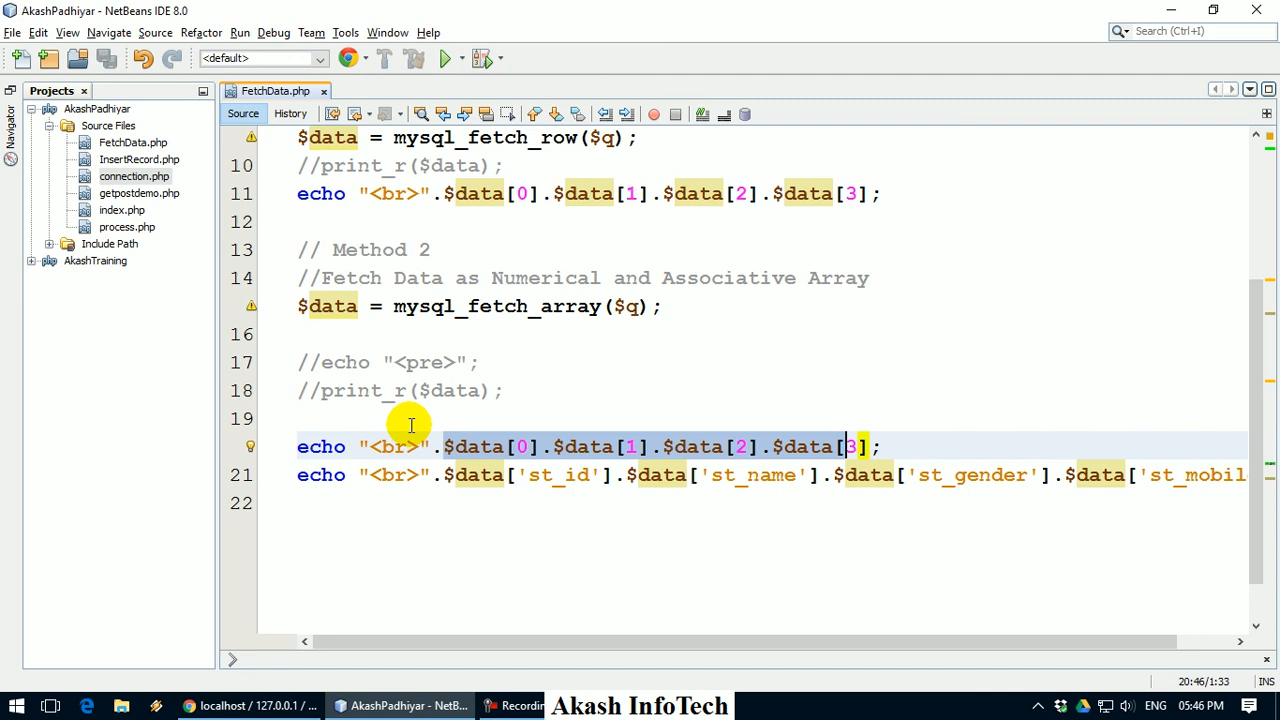 AkashPadhiyar - NetBeans IDE 8.0
File Edit View Navigate Source Refactor Run Debug Team Tools Window Help
Search (Ctrl+I)
<default>
Projects
FetchData.php
Navigator
AkashPadhiyar
Source Files
FetchData.php
InsertRecord.php
connection.php
getpostdemo.php
index.php
process.php
Include Path
AkashTraining
Source History
$data = mysql_fetch_row($q);
10 //print_r($data);
11 echo "<br>".$data[0].$data[1].$data[2].$data[3];
12
13 // Method 2
14 //Fetch Data as Numerical and Associative Array
$data = mysql_fetch_array($q);
16
17 //echo "<pre>";
18 //print_r($data);
19
echo "<br>".$data[0].$data[1].$data[2].$data[3];
21 echo "<br>".$data['st_id'].$data['st_name'].$data['st_gender'].$data['st_mobil
22
20:46/1:33 INS
localhost / 127.0.0.1 / ...
AkashPadhiyar - NetB...
Recordin
Akash InfoTech
ENG 05:46 PM